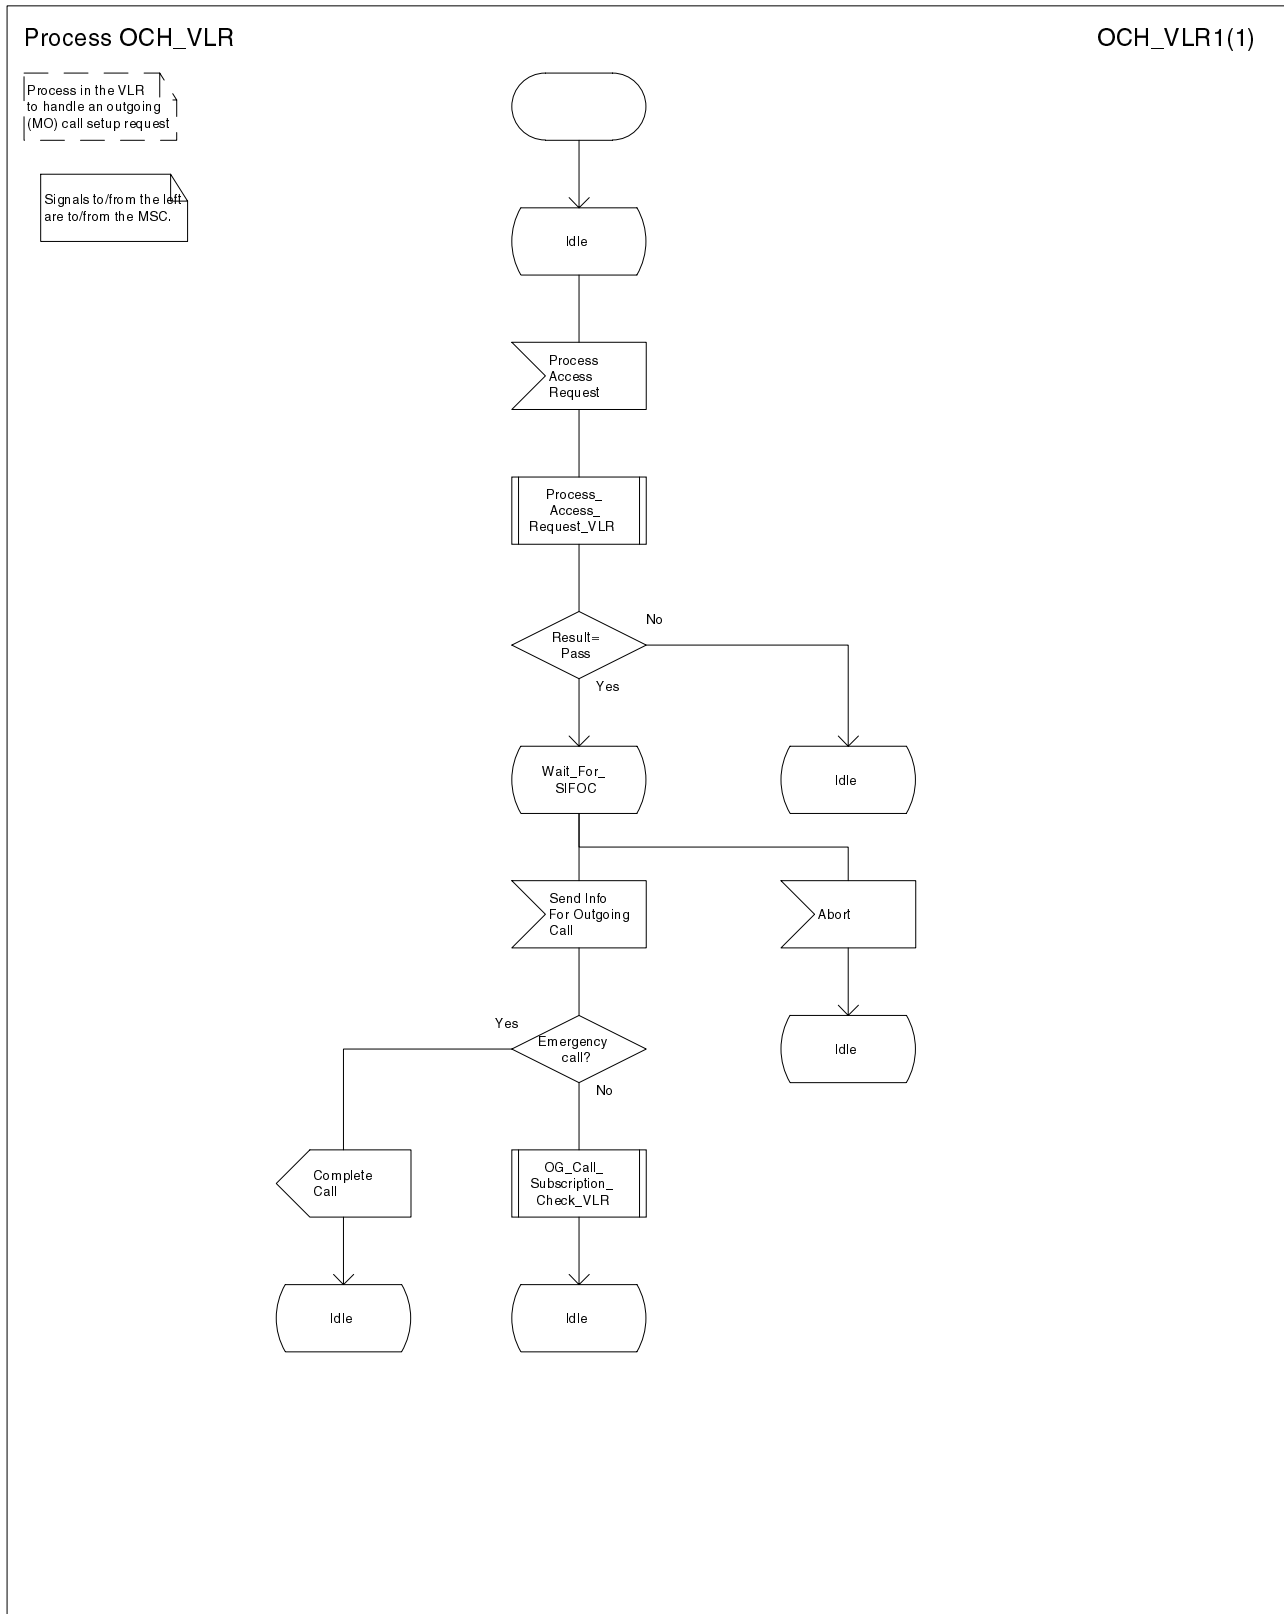 Process OCH_VLR
OCH_VLR1(1)
Process in the VLR
to handle an outgoing
(MO) call setup request
Signals to/from the left
are to/from the MSC.
Idle
Process
Access
Request
Process_
Access_
Request_VLR
No
Result=
Pass
Yes
Wait_For_
SIFOC
Idle
Send Info
For Outgoing
Call
Abort
Yes
Emergency
call?
Idle
No
Complete
Call
OG_Call_
Subscription_
Check_VLR
Idle
Idle